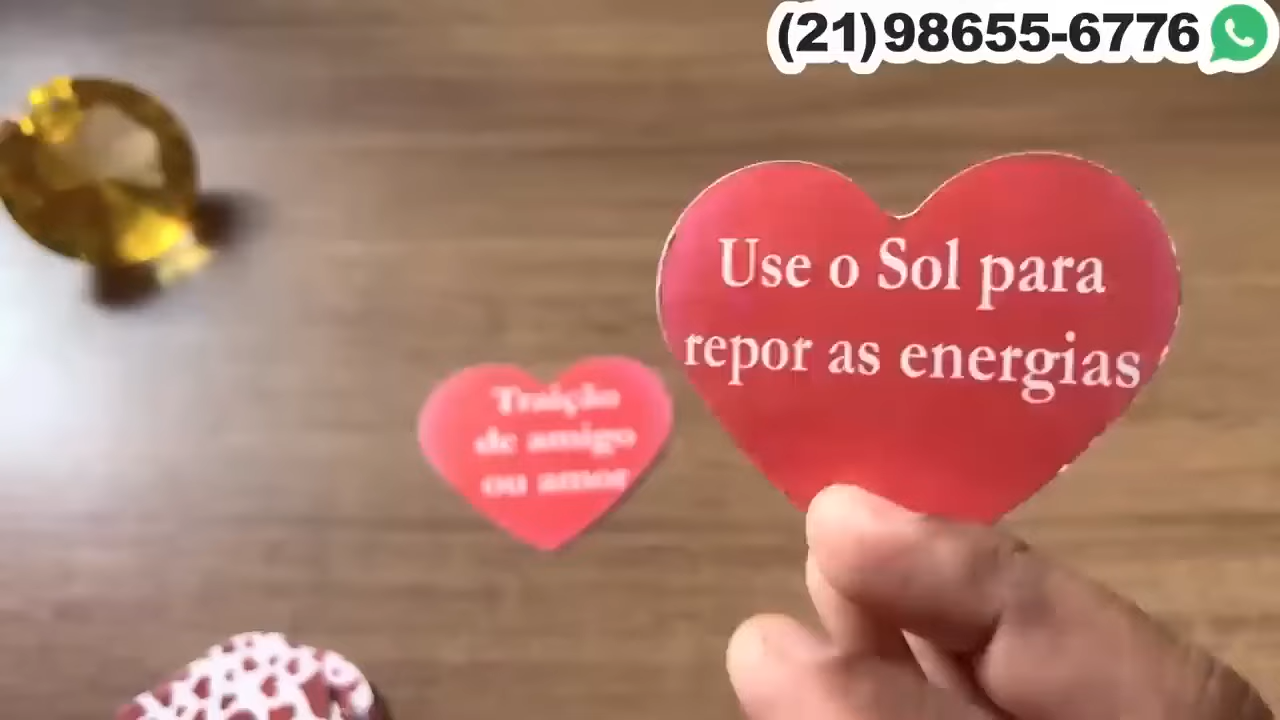 (21)98655-6776
Use o Sol para
repor as energias
Traição
de amigo
ou amor